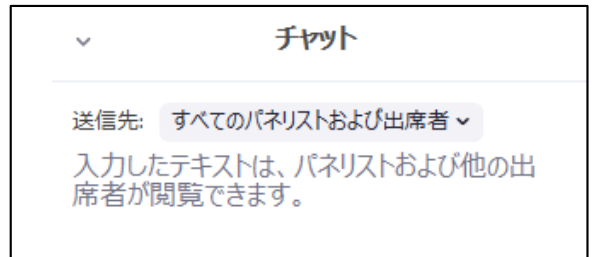 チャット
送信先: すべてのパネリストおよび出席者
入力したテキストは、パネリストおよび他の出
席者が閲覧できます。